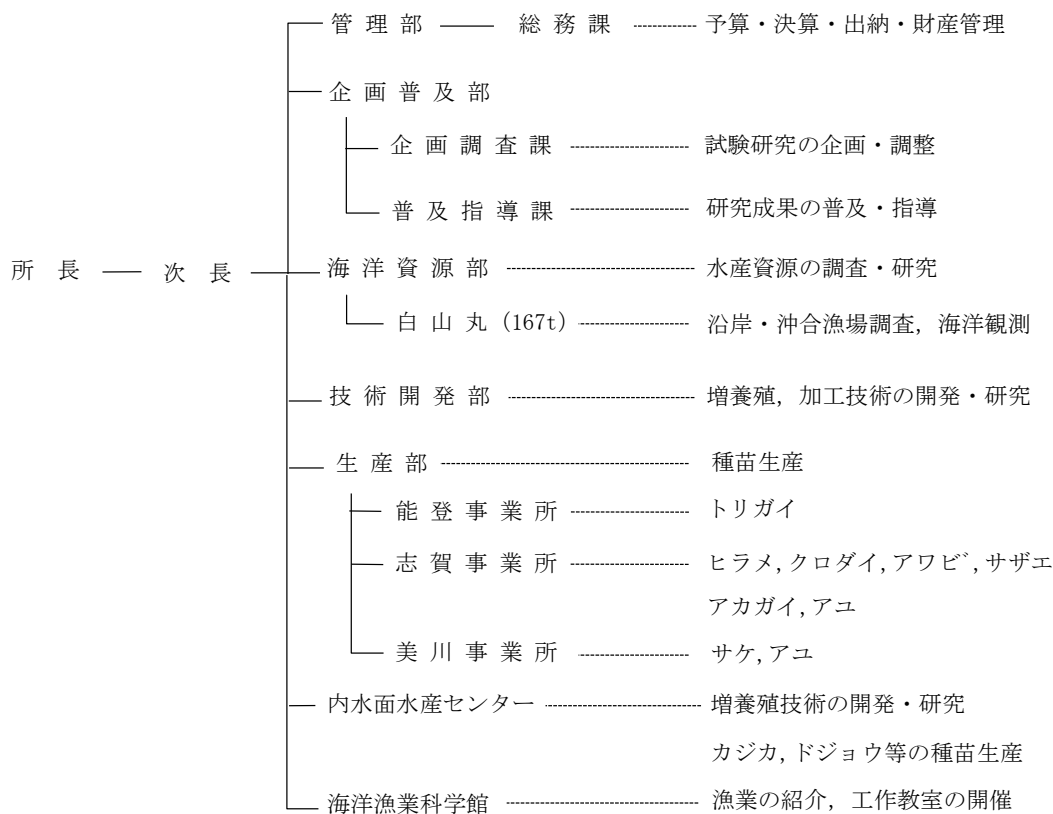 管理部 総務課 予算・決算・出納・財産管理
企画普及部
企画調査課 試験研究の企画・調整
普及指導課 研究成果の普及・指導
所長 次長 海洋資源部 水産資源の調査・研究
白山丸(167t) 沿岸・沖合漁場調査, 海洋観測
技術開発部 増養殖, 加工技術の開発・研究
生産部 種苗生産
能登事業所 トリガイ
志賀事業所 ヒラメ,クロダイ,アワビ゛,サザエ
アカガイ,アユ
美川事業所 サケ,アユ
内水面水産センター 増養殖技術の開発・研究
カジカ,ドジョウ等の種苗生産
海洋漁業科学館 漁業の紹介, 工作教室の開催